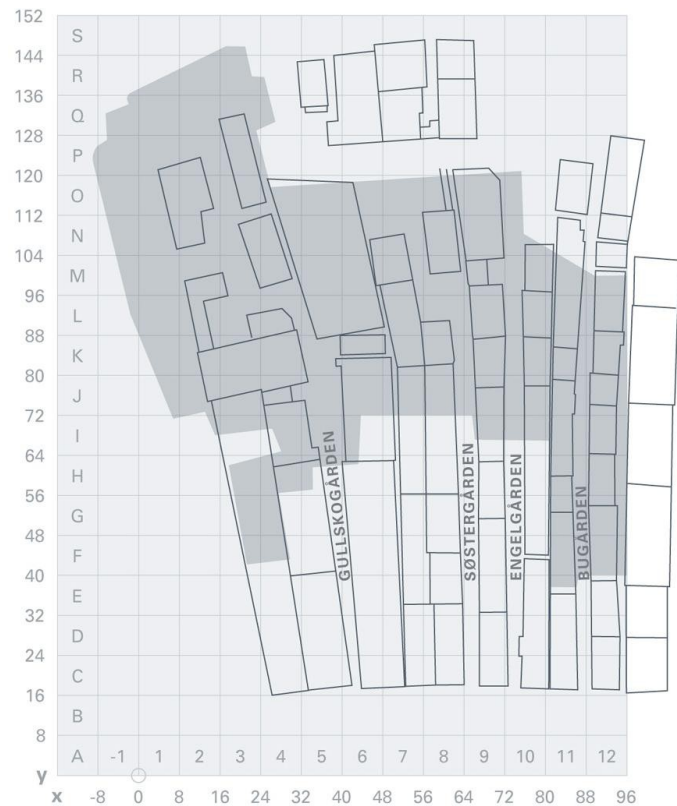 152
S
144
R
136
Q
128
P
120
O
112
N
104
M
96
L
88
K
80
J
72
I
64
H
56
G
48
F
40
E
32
D
24
C
16
B
8
A -1 1 2 3 4 5 6 7 8 9 10 11 12
y
x -8 0 8 16 24 32 40 48 56 64 72 80 88 96
GULLSKOGÅRDEN
SØSTERGÅRDEN
ENGELGÅRDEN
BUGÅRDEN